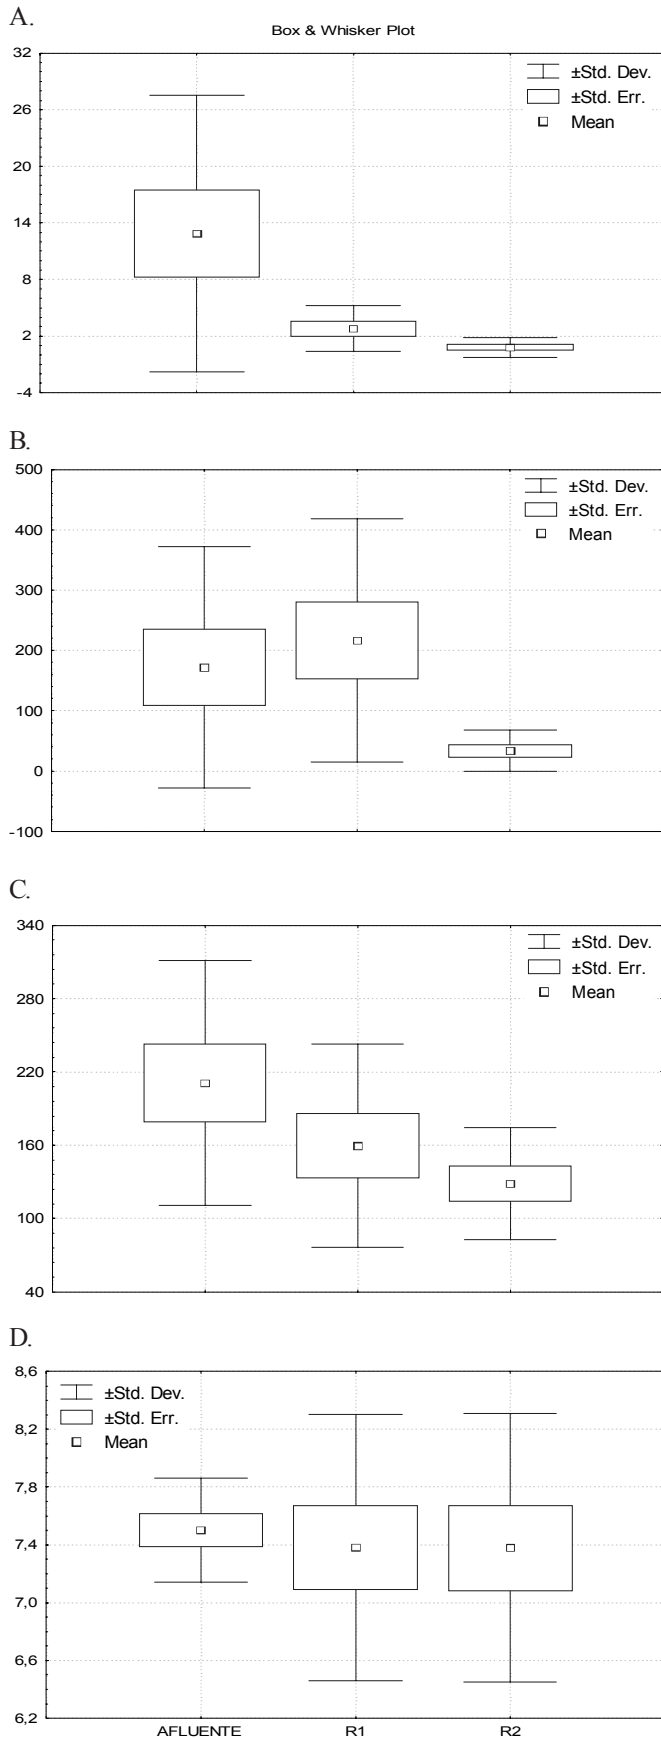 A.
Box & Whisker Plot
32
26
20
14
8
2
-4
±Std. Dev.
±Std. Err.
Mean
B.
500
400
300
200
100
0
-100
±Std. Dev.
±Std. Err.
Mean
C.
340
280
220
160
100
40
±Std. Dev.
±Std. Err.
Mean
D.
8,6
8,2
7,8
7,4
7,0
6,6
6,2
±Std. Dev.
±Std. Err.
Mean
AFLUENTE R1 R2